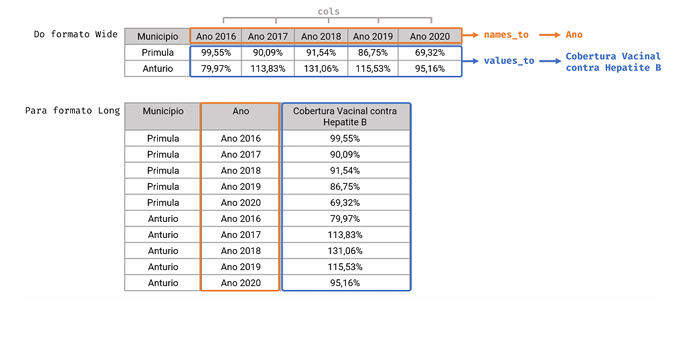 cols
Do formato Wide
Municipio Ano 2016 Ano 2017 Ano 2018 Ano 2019 Ano 2020
names_to Ano
Primula 99,55% 90,09% 91,54% 86,75% 69,32%
Anturio 79,97% 113,83% 131,06% 115,53% 95,16%
values_to Cobertura Vacinal
contra Hepatite B
Para formato Long
Municipio Ano Cobertura Vacinal contra
Hepatite B
Primula Ano 2016 99,55%
Primula Ano 2017 90,09%
Primula Ano 2018 91,54%
Primula Ano 2019 86,75%
Primula Ano 2020 69,32%
Anturio Ano 2016 79,97%
Anturio Ano 2017 113,83%
Anturio Ano 2018 131,06%
Anturio Ano 2019 115,53%
Anturio Ano 2020 95,16%